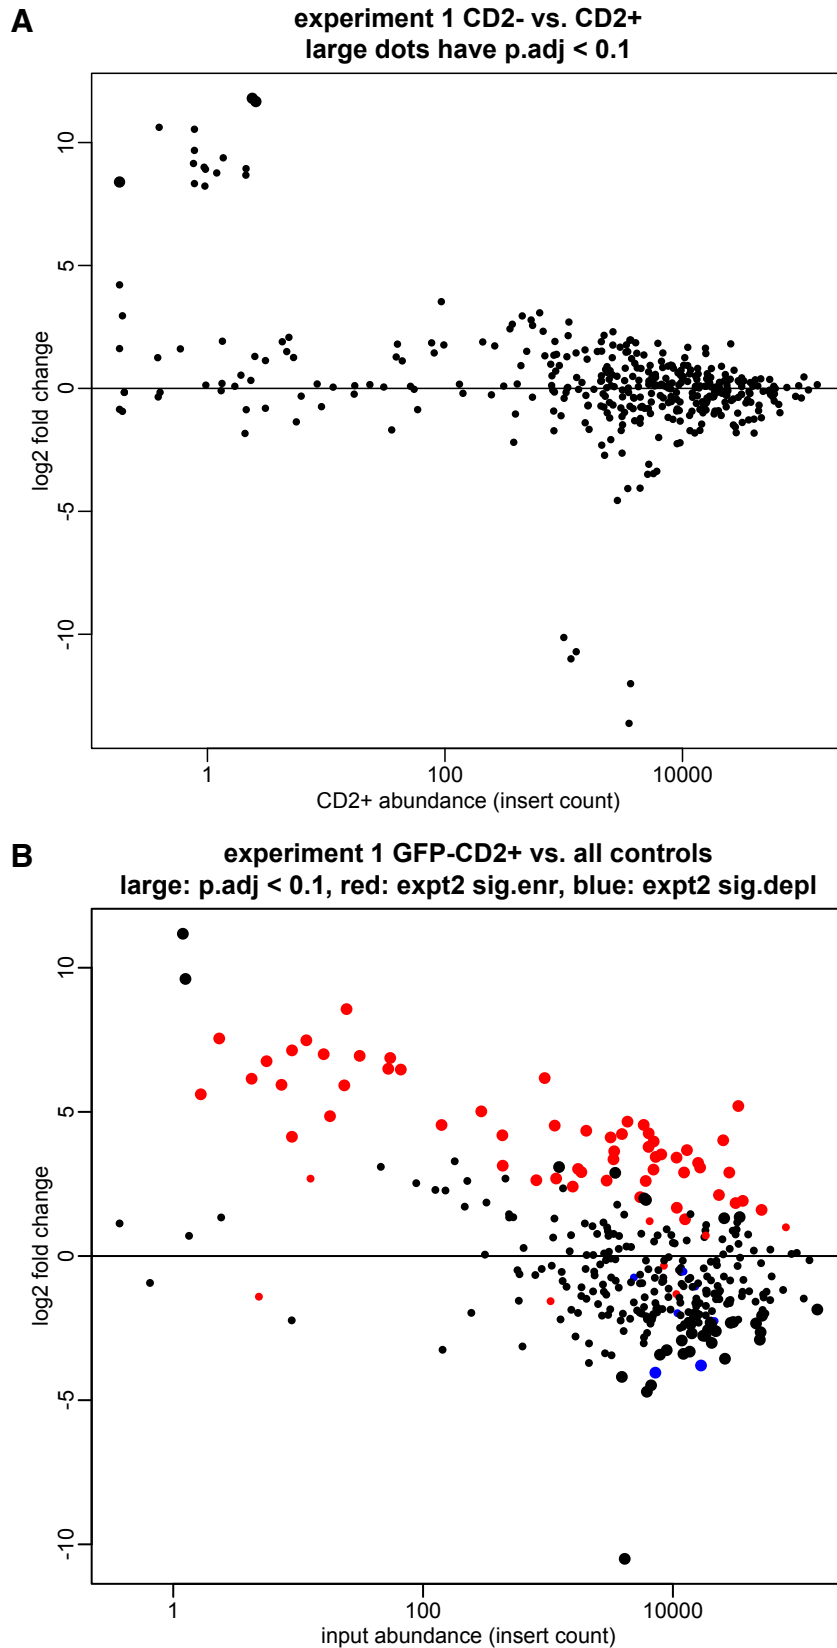 A
experiment 1 CD2- vs. CD2+
large dots have p.adj < 0.1
10
5
0
-5
-10
log2 fold change
1
100
10000
CD2+ abundance (insert count)
B
experiment 1 GFP-CD2+ vs. all controls
large: p.adj < 0.1, red: expt2 sig.enr, blue: expt2 sig.depl
10
5
0
-5
-10
log2 fold change
1
100
10000
input abundance (insert count)